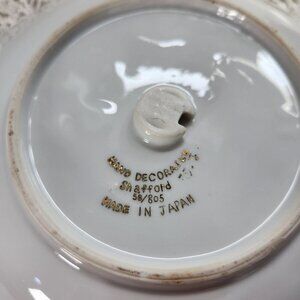 HAND DECORATED
Shafford
58/805
MADE IN JAPAN